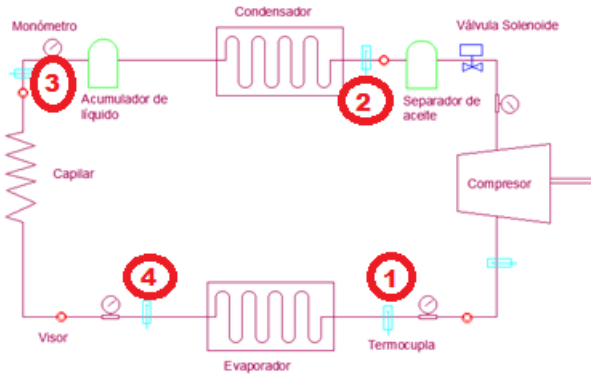 Condensador
Monómetro
Válvula Solenoide
3
Acumulador de
líquido
2
Separador de
aceite
Capilar
Compresor
4
1
Visor
Evaporador
Termocupla